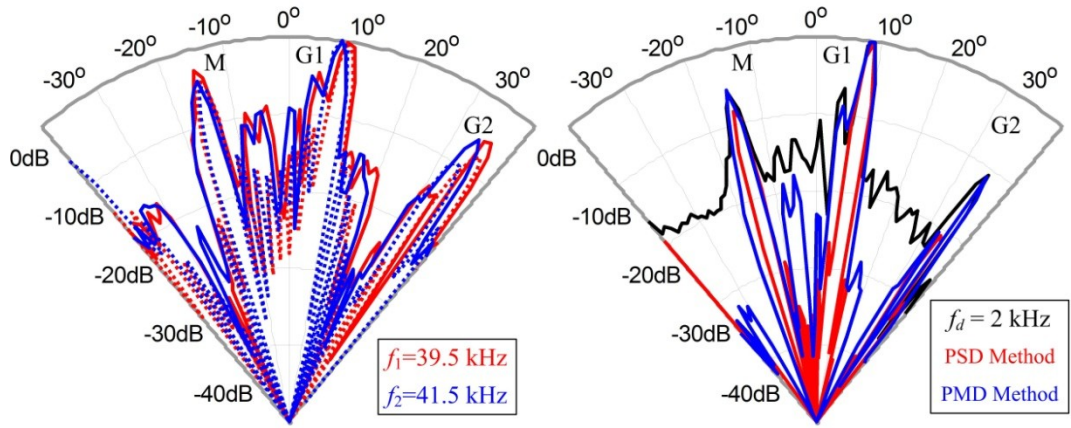 -30° -20° -10° 0° 10° 20° 30°
M G1 G2
0dB
-10dB
-20dB
-30dB
-40dB
f1=39.5 kHz
f2=41.5 kHz
-30° -20° -10° 0° 10° 20° 30°
M G1 G2
0dB
-10dB
-20dB
-30dB
-40dB
fd = 2 kHz
PSD Method
PMD Method